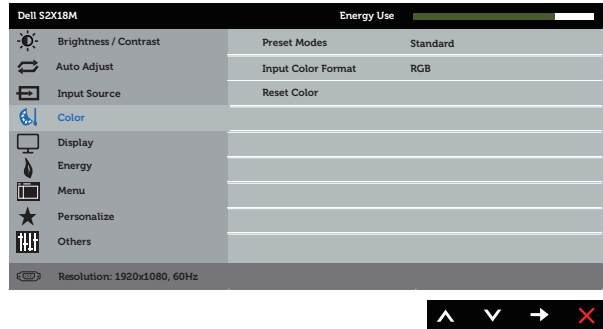 Dell S2X18M Energy Use
Brightness / Contrast Preset Modes Standard
Auto Adjust Input Color Format RGB
Input Source Reset Color
Color
Display
Energy
Menu
Personalize
Others
Resolution: 1920x1080, 60Hz